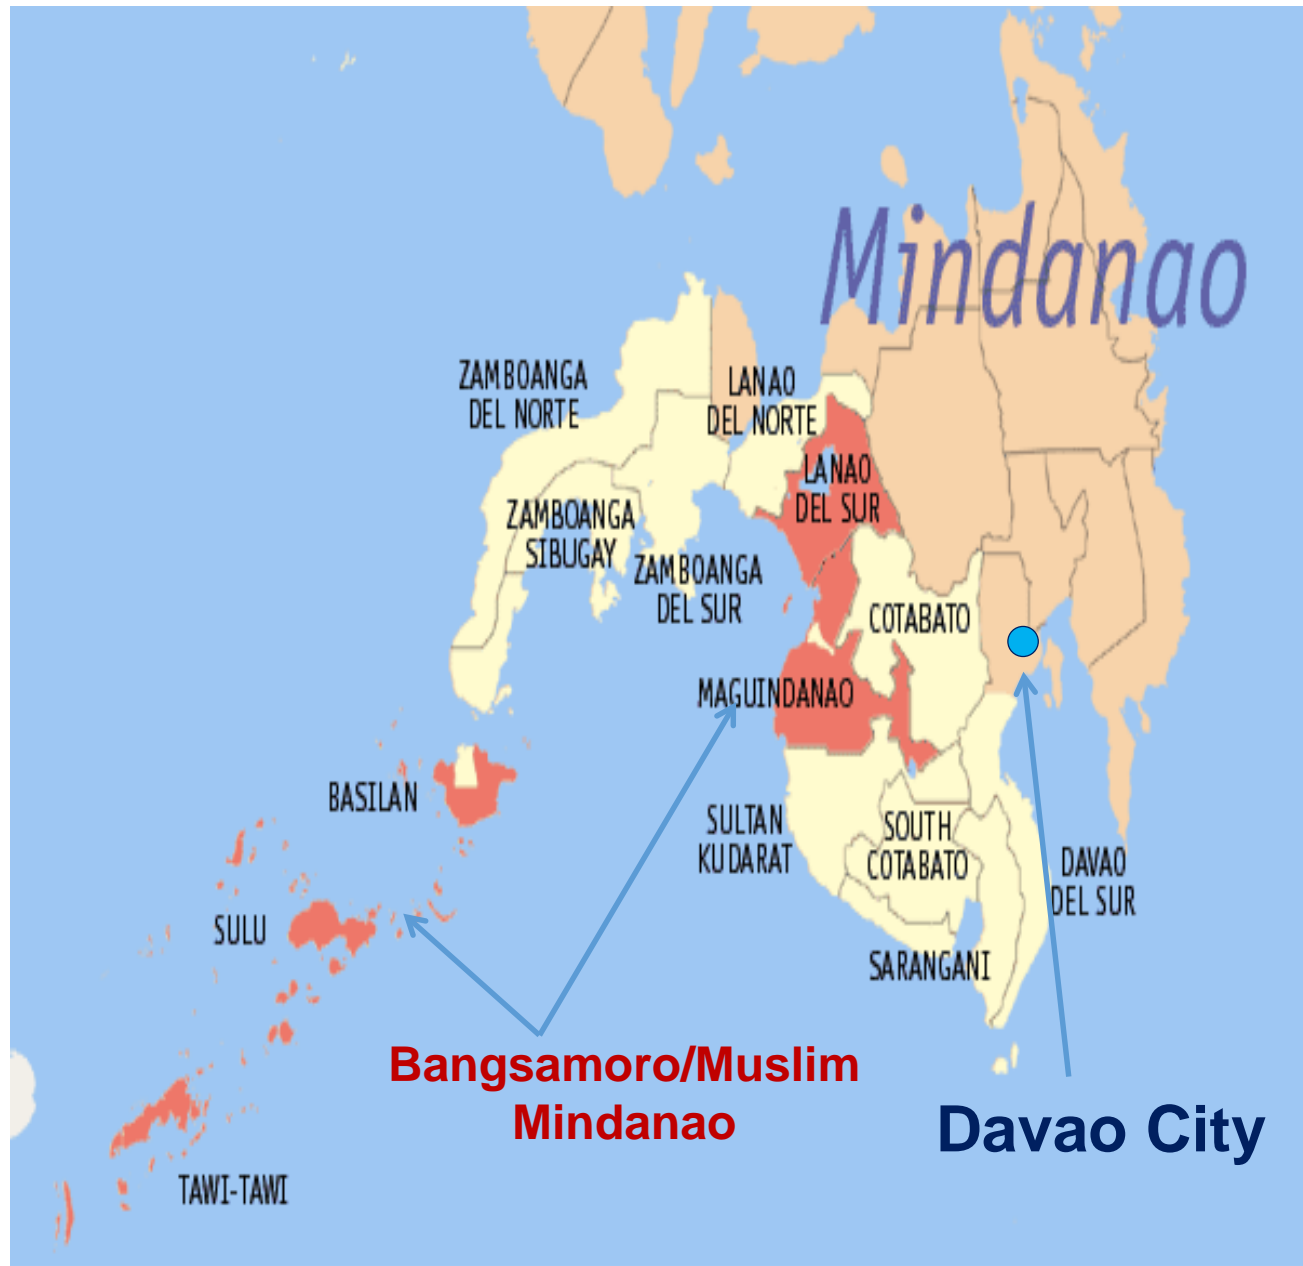 Mindanao
ZAMBOANGA
DEL NORTE
LANAO
DEL NORTE
LANAO
DEL SUR
ZAMBOANGA
SIBUGAY
ZAMBOANGA
DEL SUR
COTABATO
MAGUINDANAO
BASILAN
SULTAN
KUDARAT
SOUTH
COTABATO
DAVAO
DEL SUR
SULU
SARANGANI
Bangsamoro/Muslim
Mindanao
Davao City
TAWI-TAWI